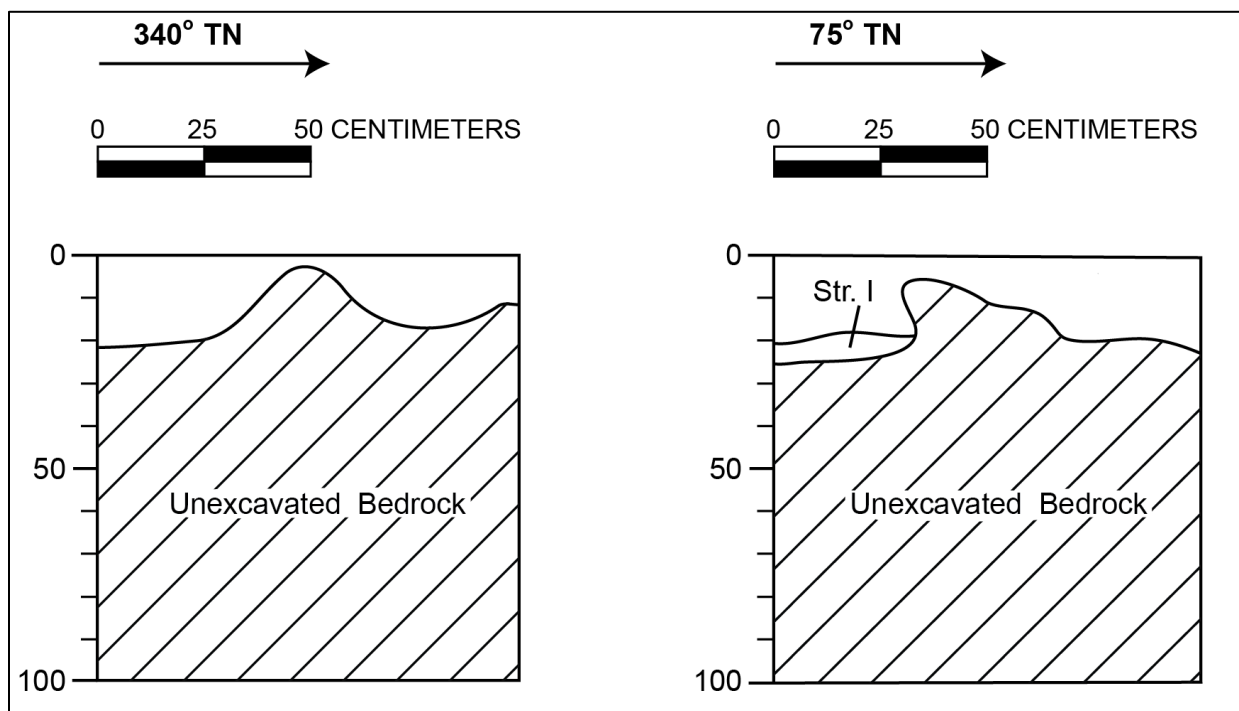 340° TN
0 25 50 CENTIMETERS
0
50
100
Unexcavated Bedrock
75° TN
0 25 50 CENTIMETERS
0
50
100
Str. I
Unexcavated Bedrock